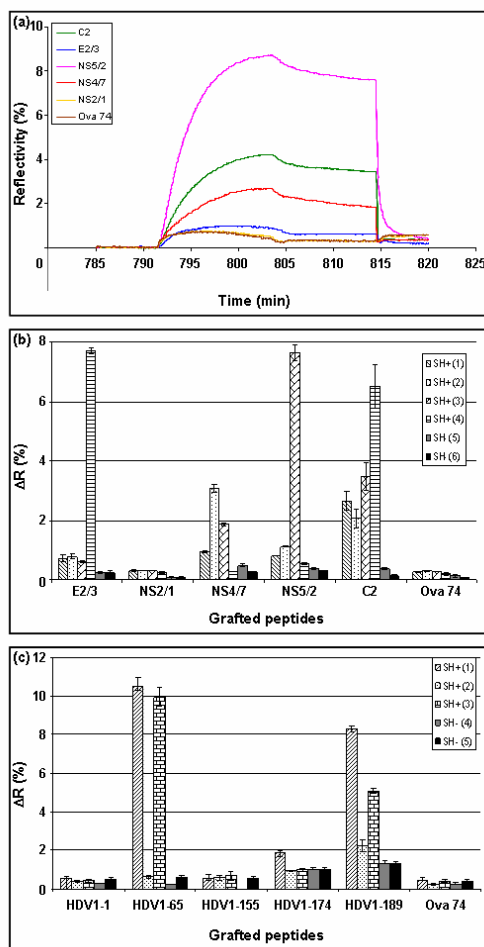 (a)
C2
E2/3
NS5/2
NS4/7
NS2/1
Ova 74
Reflectivity (%)
10
8
6
4
2
0
785 790 795 800 805 810 815 820 825
Time (min)
(b)
8
6
4
2
0
ΔR (%)
SH+(1)
SH+(2)
SH+(3)
SH+(4)
SH-(5)
SH-(6)
E2/3 NS2/1 NS4/7 NS5/2 C2 Ova 74
Grafted peptides
(c)
12
10
8
6
4
2
0
ΔR (%)
SH+(1)
SH+(2)
SH+(3)
SH-(4)
SH-(5)
HDV1-1 HDV1-65 HDV1-155 HDV1-174 HDV1-189 Ova 74
Grafted peptides